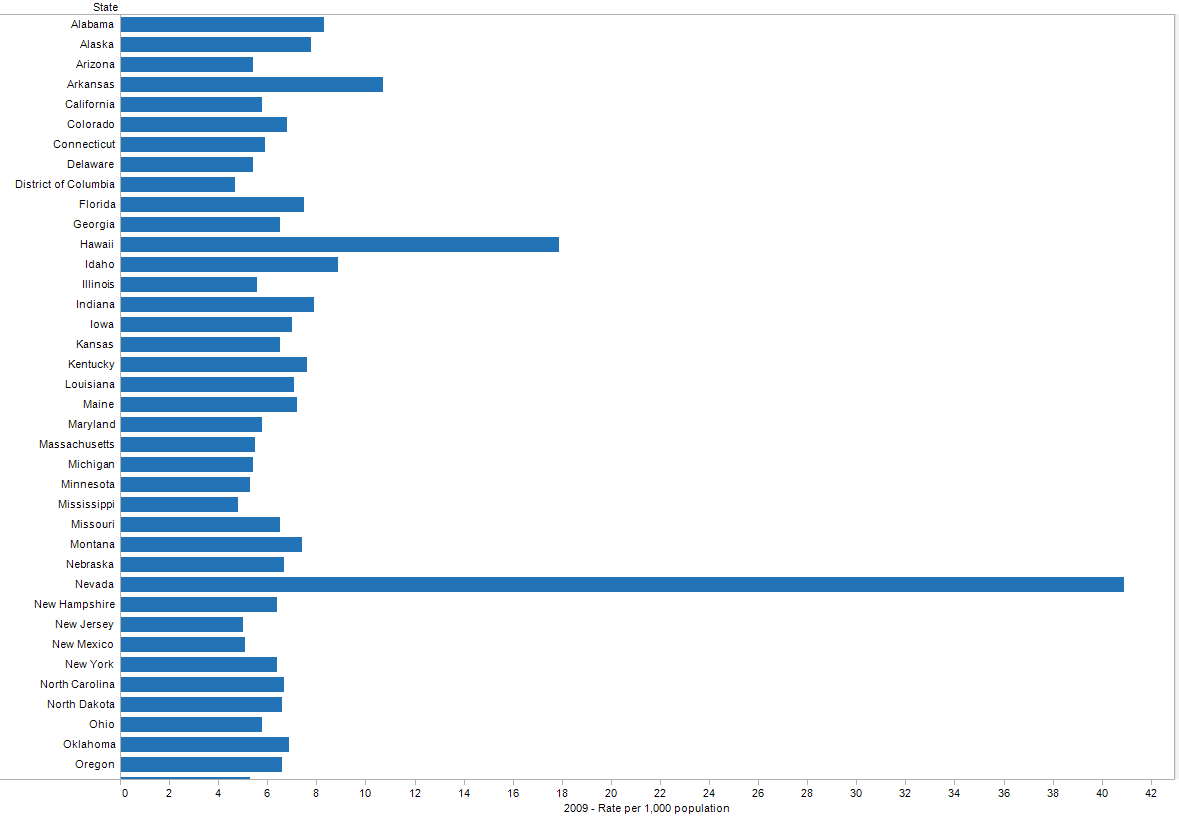 State
Alabama
Alaska
Arizona
Arkansas
California
Colorado
Connecticut
Delaware
District of Columbia
Florida
Georgia
Hawaii
Idaho
Illinois
Indiana
Iowa
Kansas
Kentucky
Louisiana
Maine
Maryland
Massachusetts
Michigan
Minnesota
Mississippi
Missouri
Montana
Nebraska
Nevada
New Hampshire
New Jersey
New Mexico
New York
North Carolina
North Dakota
Ohio
Oklahoma
Oregon
0 2 4 6 8 10 12 14 16 18 20 22 24 26 28 30 32 34 36 38 40 42
2009 - Rate per 1,000 population